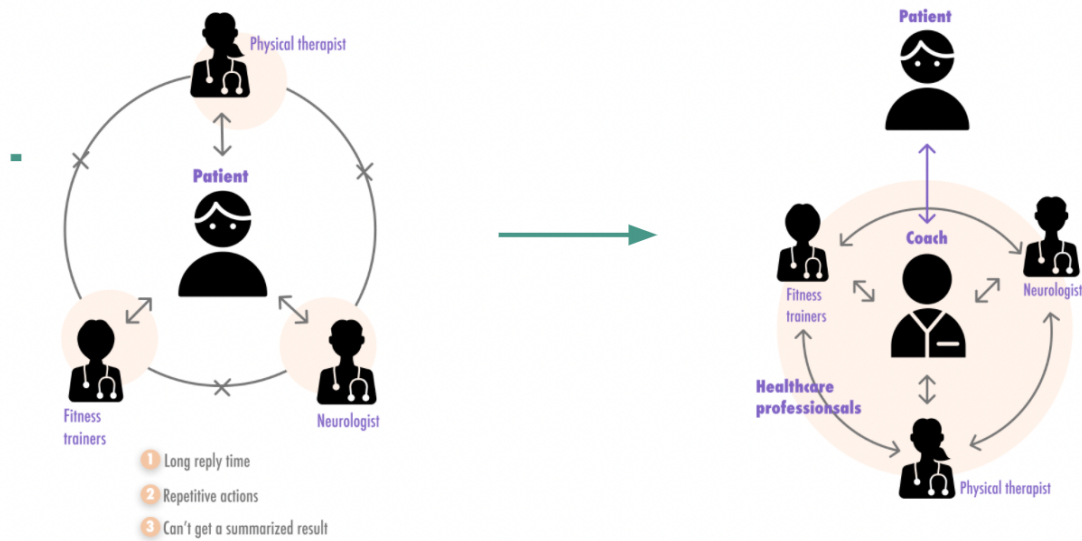 Physical therapist
Patient
Fitness
trainers
Neurologist
1 Long reply time
2 Repetitive actions
3 Can't get a summarized result
Patient
Coach
Fitness
trainers
Neurologist
Healthcare
professionsals
Physical therapist